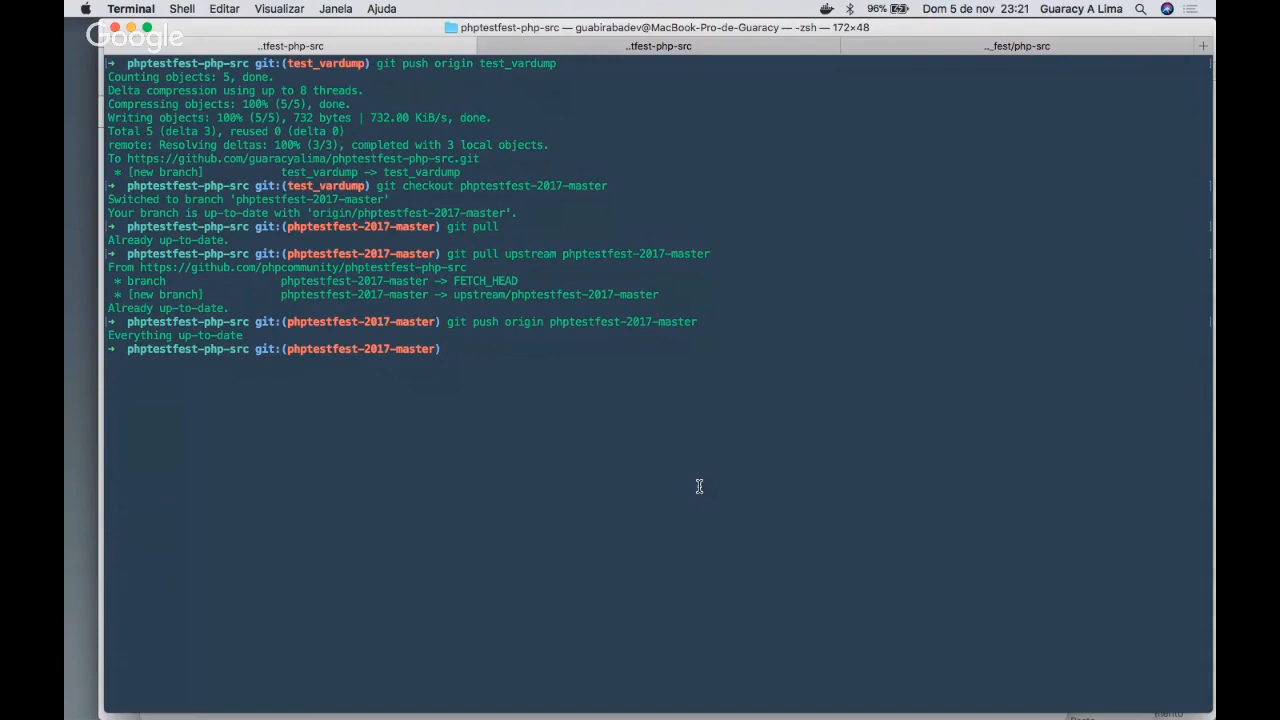 Terminal Shell Editar Visualizar Janela Ajuda 96% Dom 5 de nov 23:21 Guaracy A Lima
Google
phptestfest-php-src — guabirabadev@MacBook-Pro-de-Guaracy — -zsh — 172×48
..tfest-php-src ..tfest-php-src .._fest/php-src +
[➜ phptestfest-php-src git:(test_vardump) git push origin test_vardump ]
Counting objects: 5, done.
Delta compression using up to 8 threads.
Compressing objects: 100% (5/5), done.
Writing objects: 100% (5/5), 732 bytes | 732.00 KiB/s, done.
Total 5 (delta 3), reused 0 (delta 0)
remote: Resolving deltas: 100% (3/3), completed with 3 local objects.
To https://github.com/guaracyalima/phptestfest-php-src.git
* [new branch] test_vardump -> test_vardump
[➜ phptestfest-php-src git:(test_vardump) git checkout phptestfest-2017-master ]
Switched to branch 'phptestfest-2017-master'
Your branch is up-to-date with 'origin/phptestfest-2017-master'.
[➜ phptestfest-php-src git:(phptestfest-2017-master) git pull ]
Already up-to-date.
[➜ phptestfest-php-src git:(phptestfest-2017-master) git pull upstream phptestfest-2017-master ]
From https://github.com/phpcommunity/phptestfest-php-src
* branch phptestfest-2017-master -> FETCH_HEAD
* [new branch] phptestfest-2017-master -> upstream/phptestfest-2017-master
Already up-to-date.
[➜ phptestfest-php-src git:(phptestfest-2017-master) git push origin phptestfest-2017-master ]
Everything up-to-date
➜ phptestfest-php-src git:(phptestfest-2017-master)